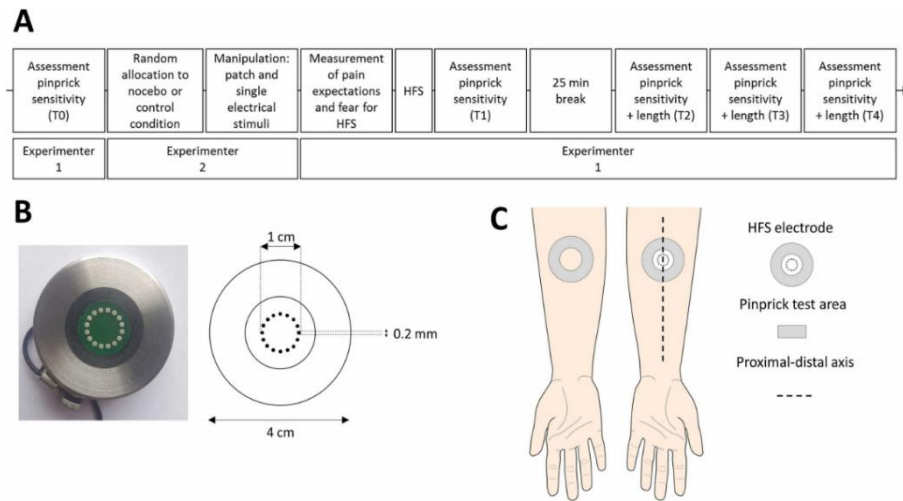 A
Assessment
pinprick
sensitivity
(T0)
Random
allocation to
nocebo or
control
condition
Manipulation:
patch and
single
electrical
stimuli
Measurement
of pain
expectations
and fear for
HFS
HFS
Assessment
pinprick
sensitivity
(T1)
25 min
break
Assessment
pinprick
sensitivity
+ length (T2)
Assessment
pinprick
sensitivity
+ length (T3)
Assessment
pinprick
sensitivity
+ length (T4)
Experimenter
1
Experimenter
2
Experimenter
1
B
1 cm
0.2 mm
4 cm
C
HFS electrode
Pinprick test area
Proximal-distal axis